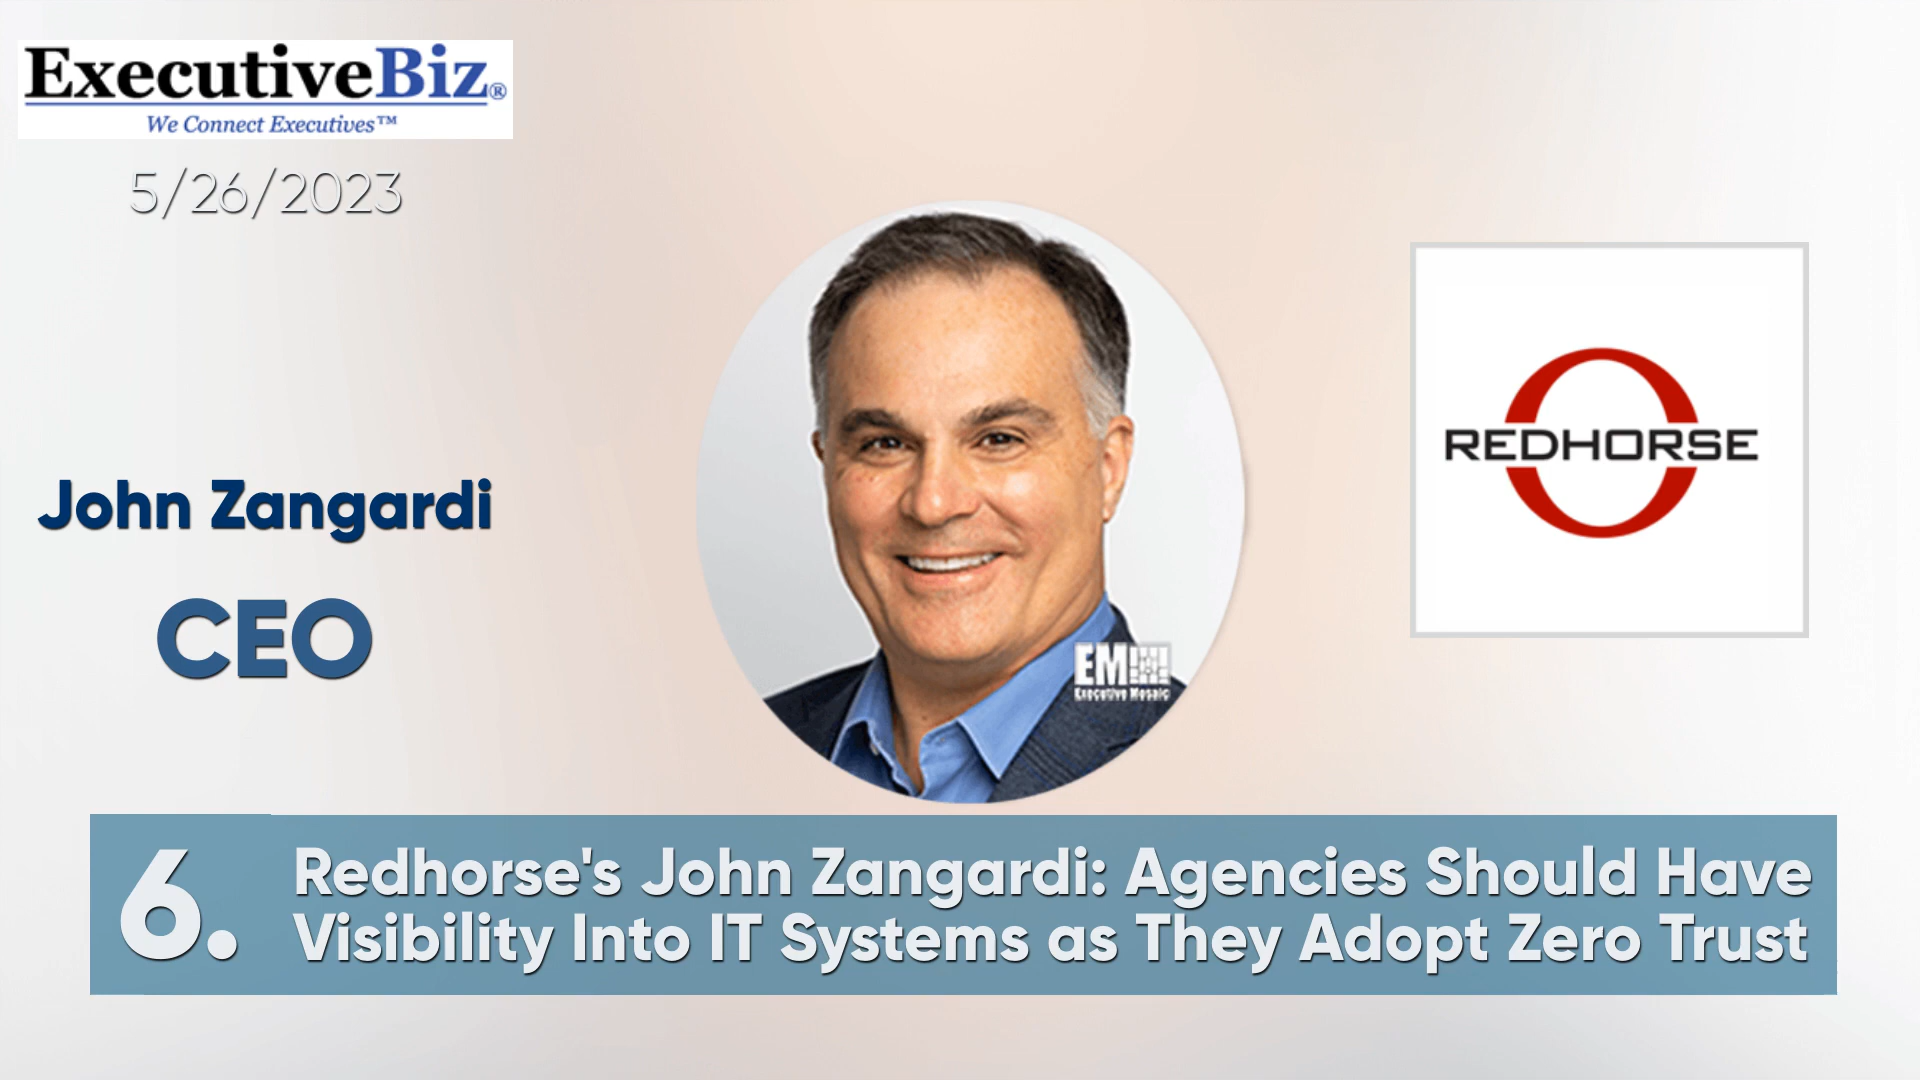 ExecutiveBiz®
We Connect Executives™
5/26/2023
John Zangardi
CEO
EM
Executive Mosaic
REDHORSE
6.
Redhorse's John Zangardi: Agencies Should Have
Visibility Into IT Systems as They Adopt Zero Trust